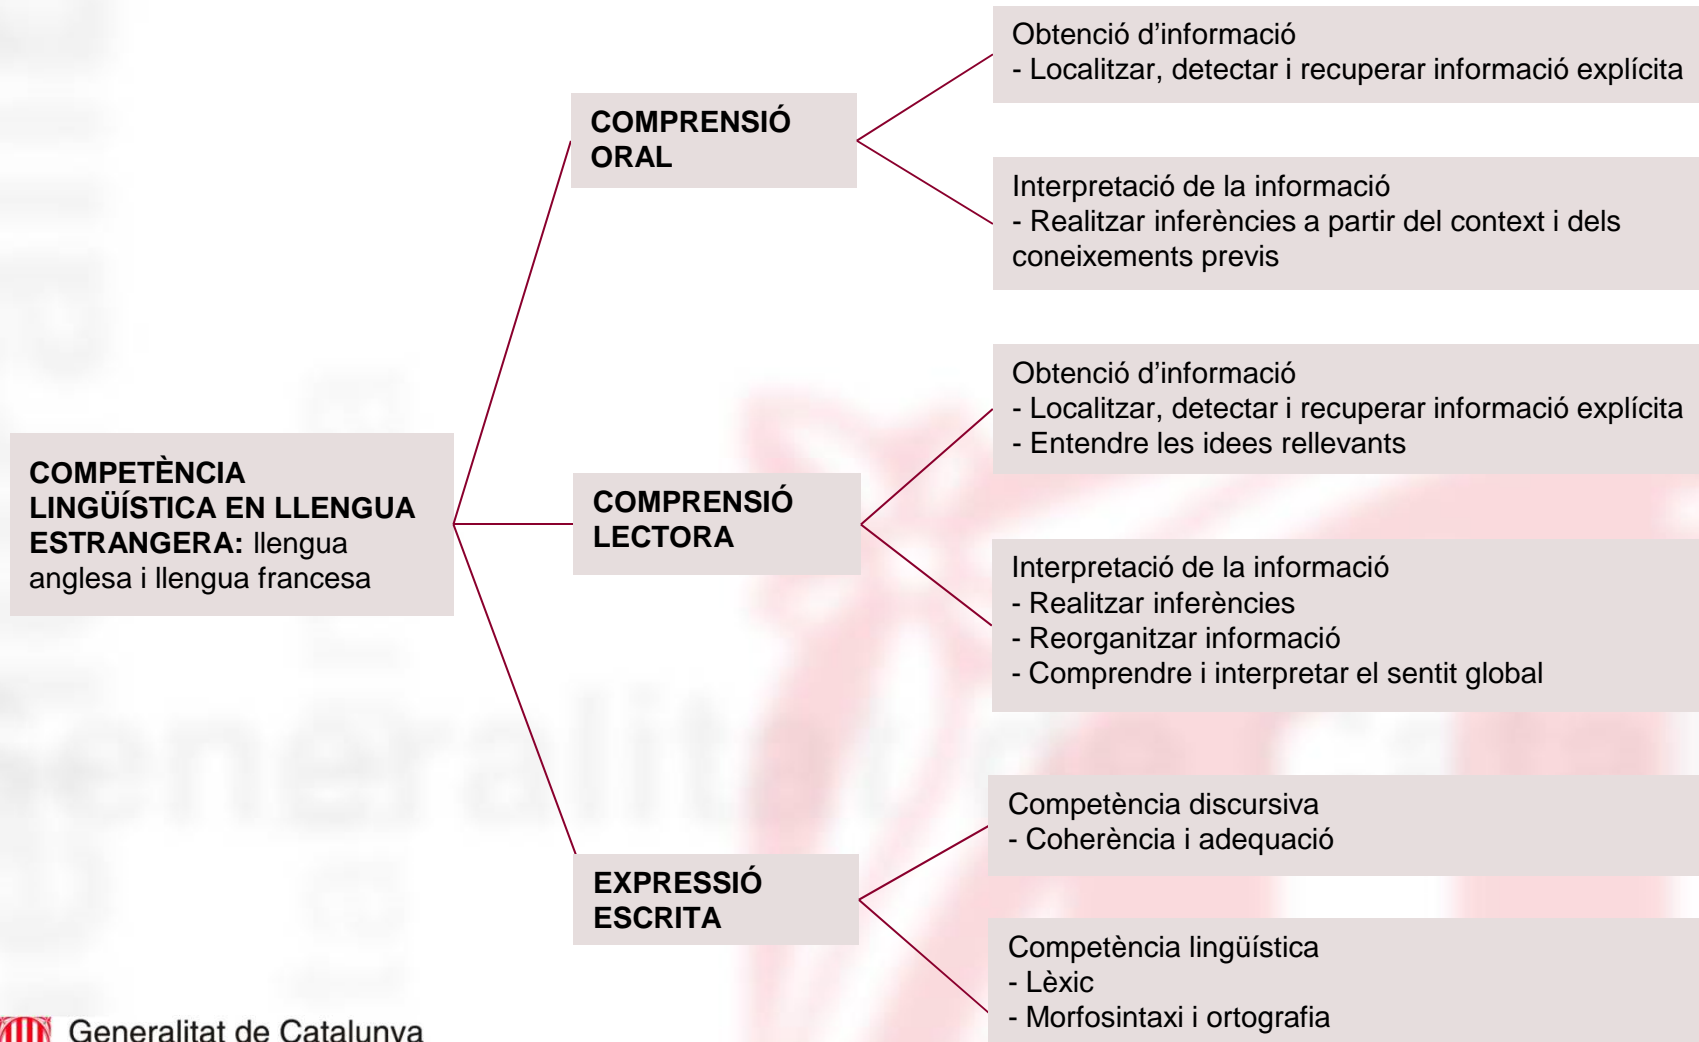 COMPETÈNCIA
LINGÜÍSTICA EN LLENGUA
ESTRANGERA: llengua
anglesa i llengua francesa
COMPRENSIÓ
ORAL
Obtenció d’informació
- Localitzar, detectar i recuperar informació explícita
Interpretació de la informació
- Realitzar inferències a partir del context i dels
coneixements previs
COMPRENSIÓ
LECTORA
Obtenció d’informació
- Localitzar, detectar i recuperar informació explícita
- Entendre les idees rellevants
Interpretació de la informació
- Realitzar inferències
- Reorganitzar informació
- Comprendre i interpretar el sentit global
EXPRESSIÓ
ESCRITA
Competència discursiva
- Coherència i adequació
Competència lingüística
- Lèxic
- Morfosintaxi i ortografia
Generalitat de Catalunya